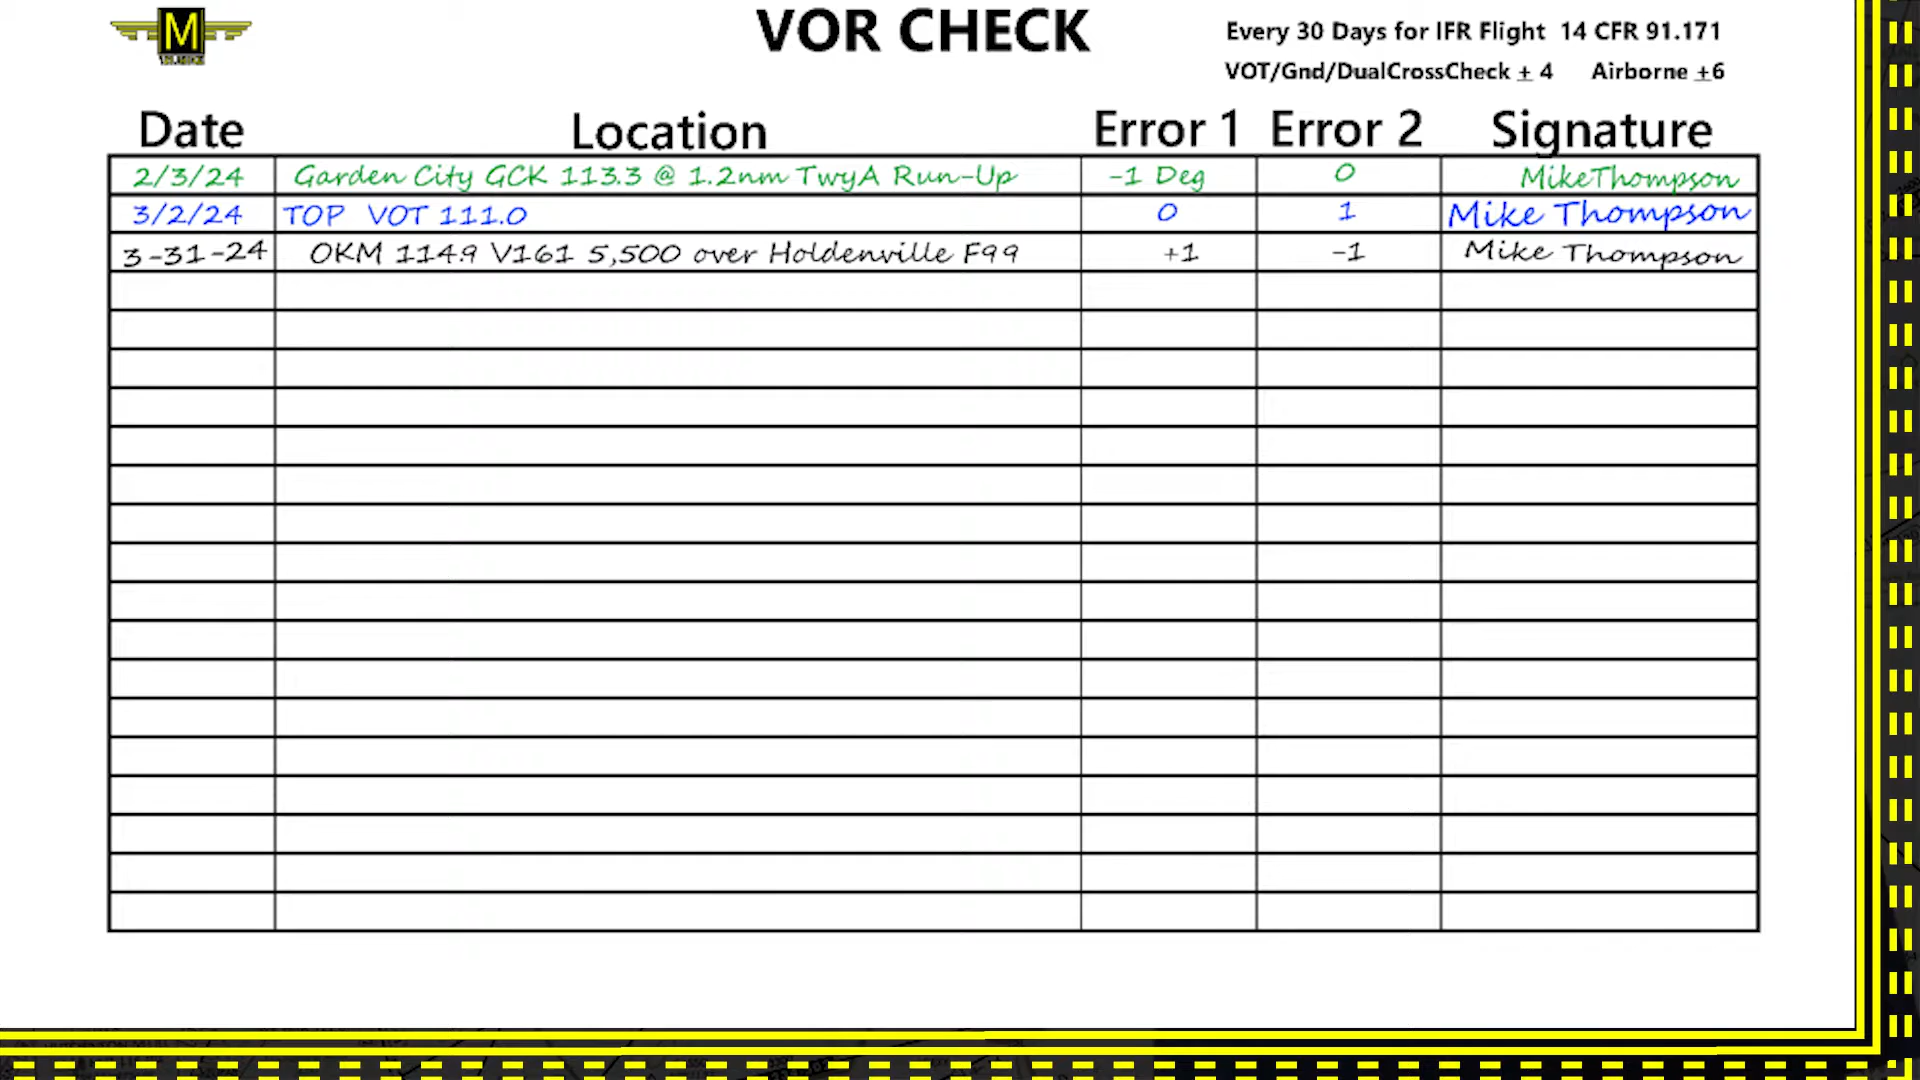 M
VOR CHECK
Every 30 Days for IFR Flight 14 CFR 91.171
VOT/Gnd/DualCrossCheck ± 4 Airborne ±6
Date Location Error 1 Error 2 Signature
2/3/24 Garden City GCK 113.3 @ 1.2nm TwyA Run-Up -1 Deg 0 MikeThompson
3/2/24 TOP VOT 111.0 0 1 Mike Thompson
3-31-24 OKM 114.9 V161 5,500 over Holdenville F99 +1 -1 Mike Thompson